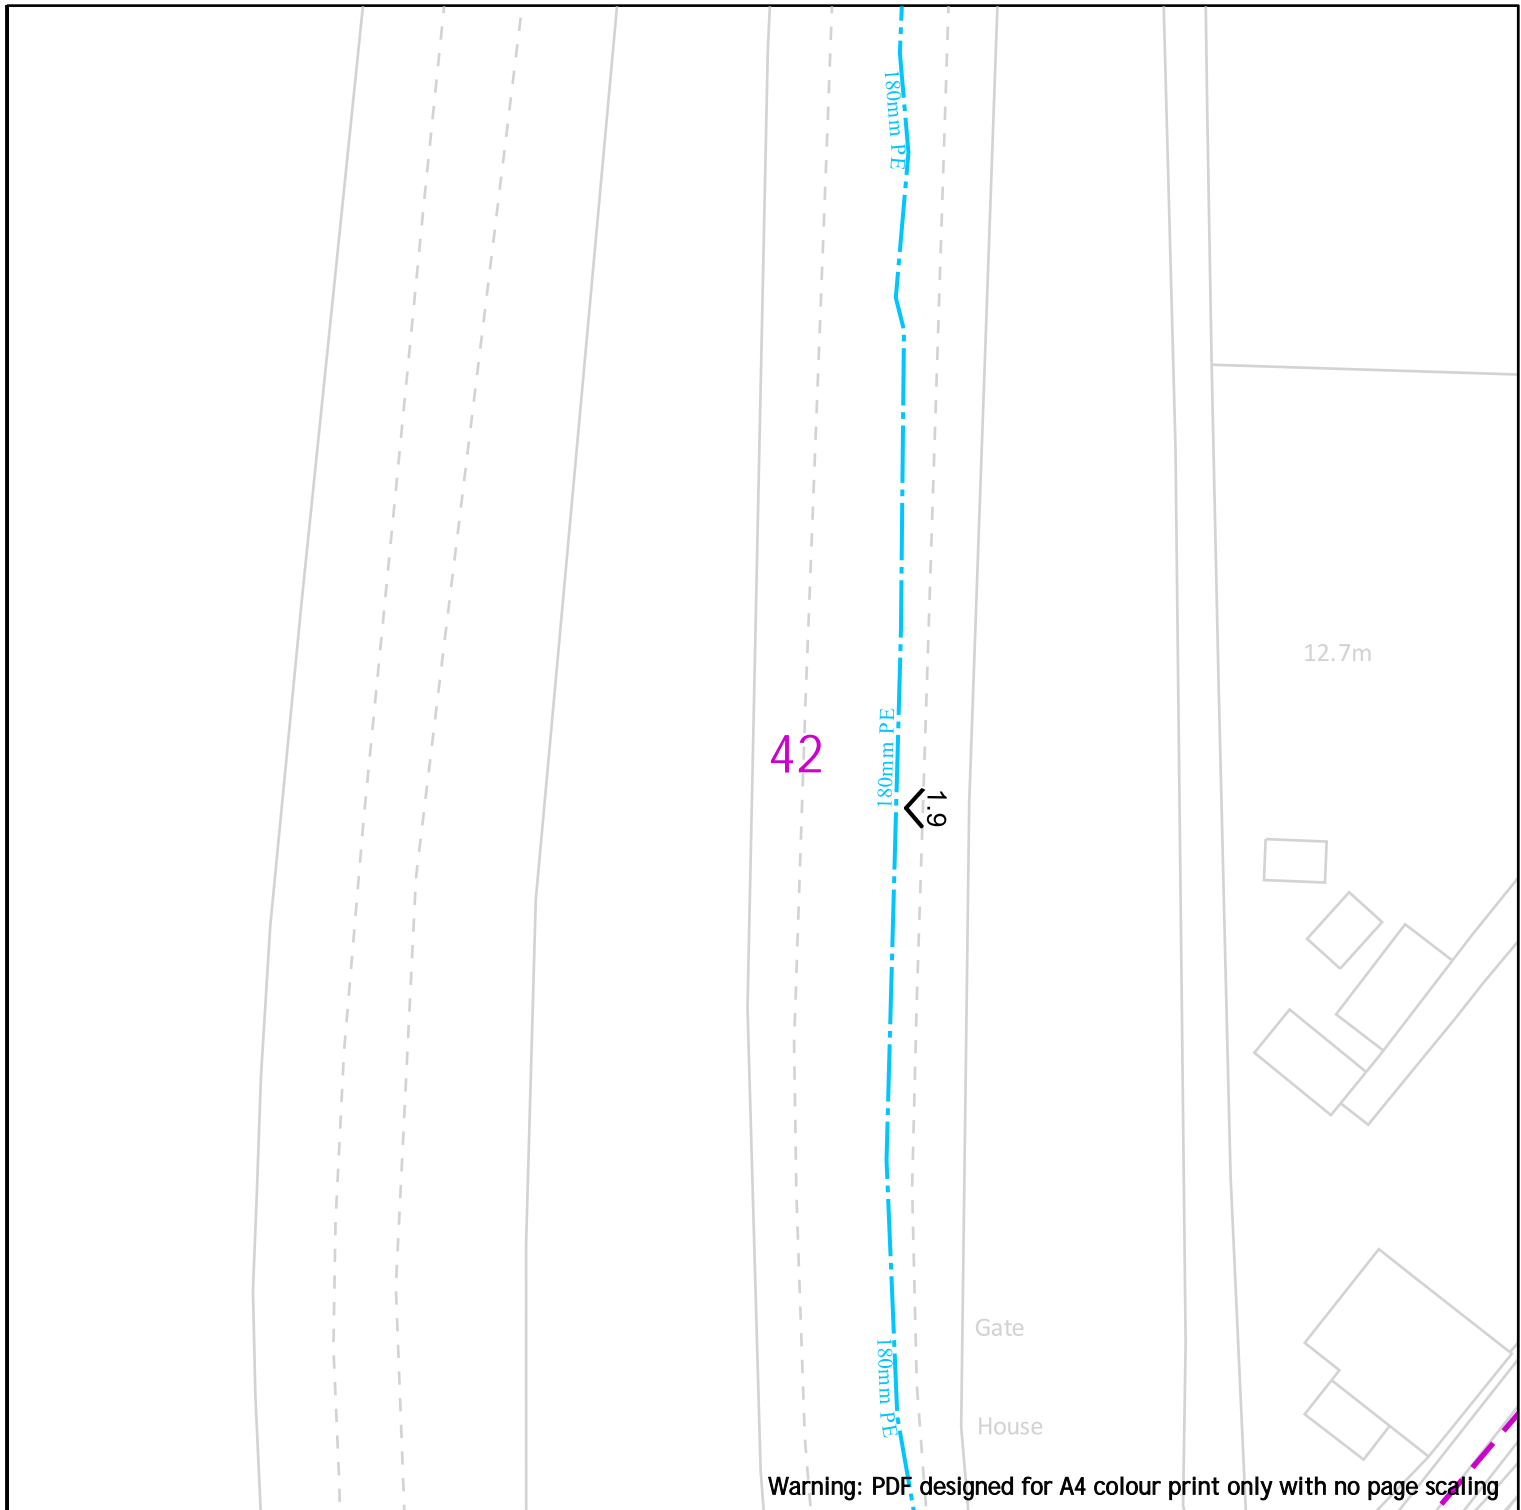 180mm PE
12.7m
180mm PE
42
1.9
Gate
180mm PE
House
Warning: PDF designed for A4 colour print only with no page scaling